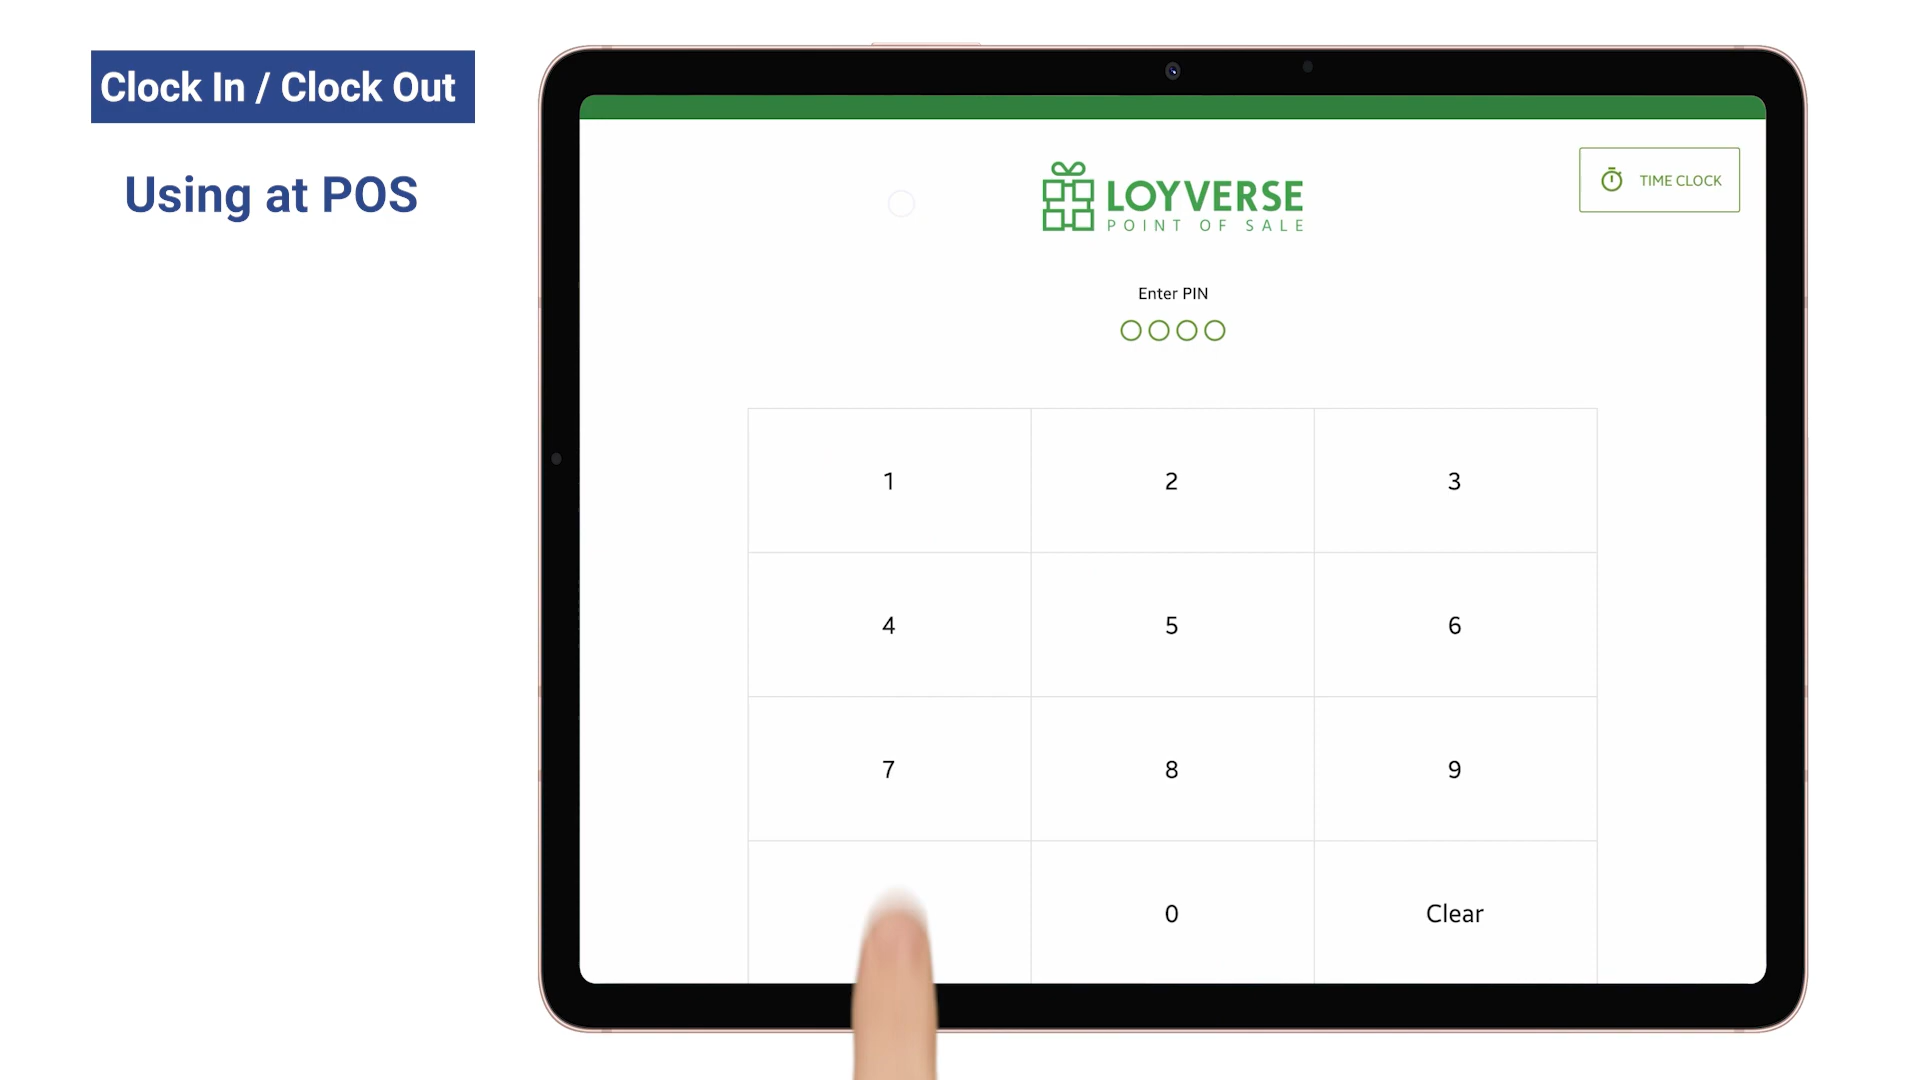 Clock In / Clock Out
Using at POS
LOYVERSE
POINT OF SALE
TIME CLOCK
Enter PIN
1 2 3
4 5 6
7 8 9
0 Clear